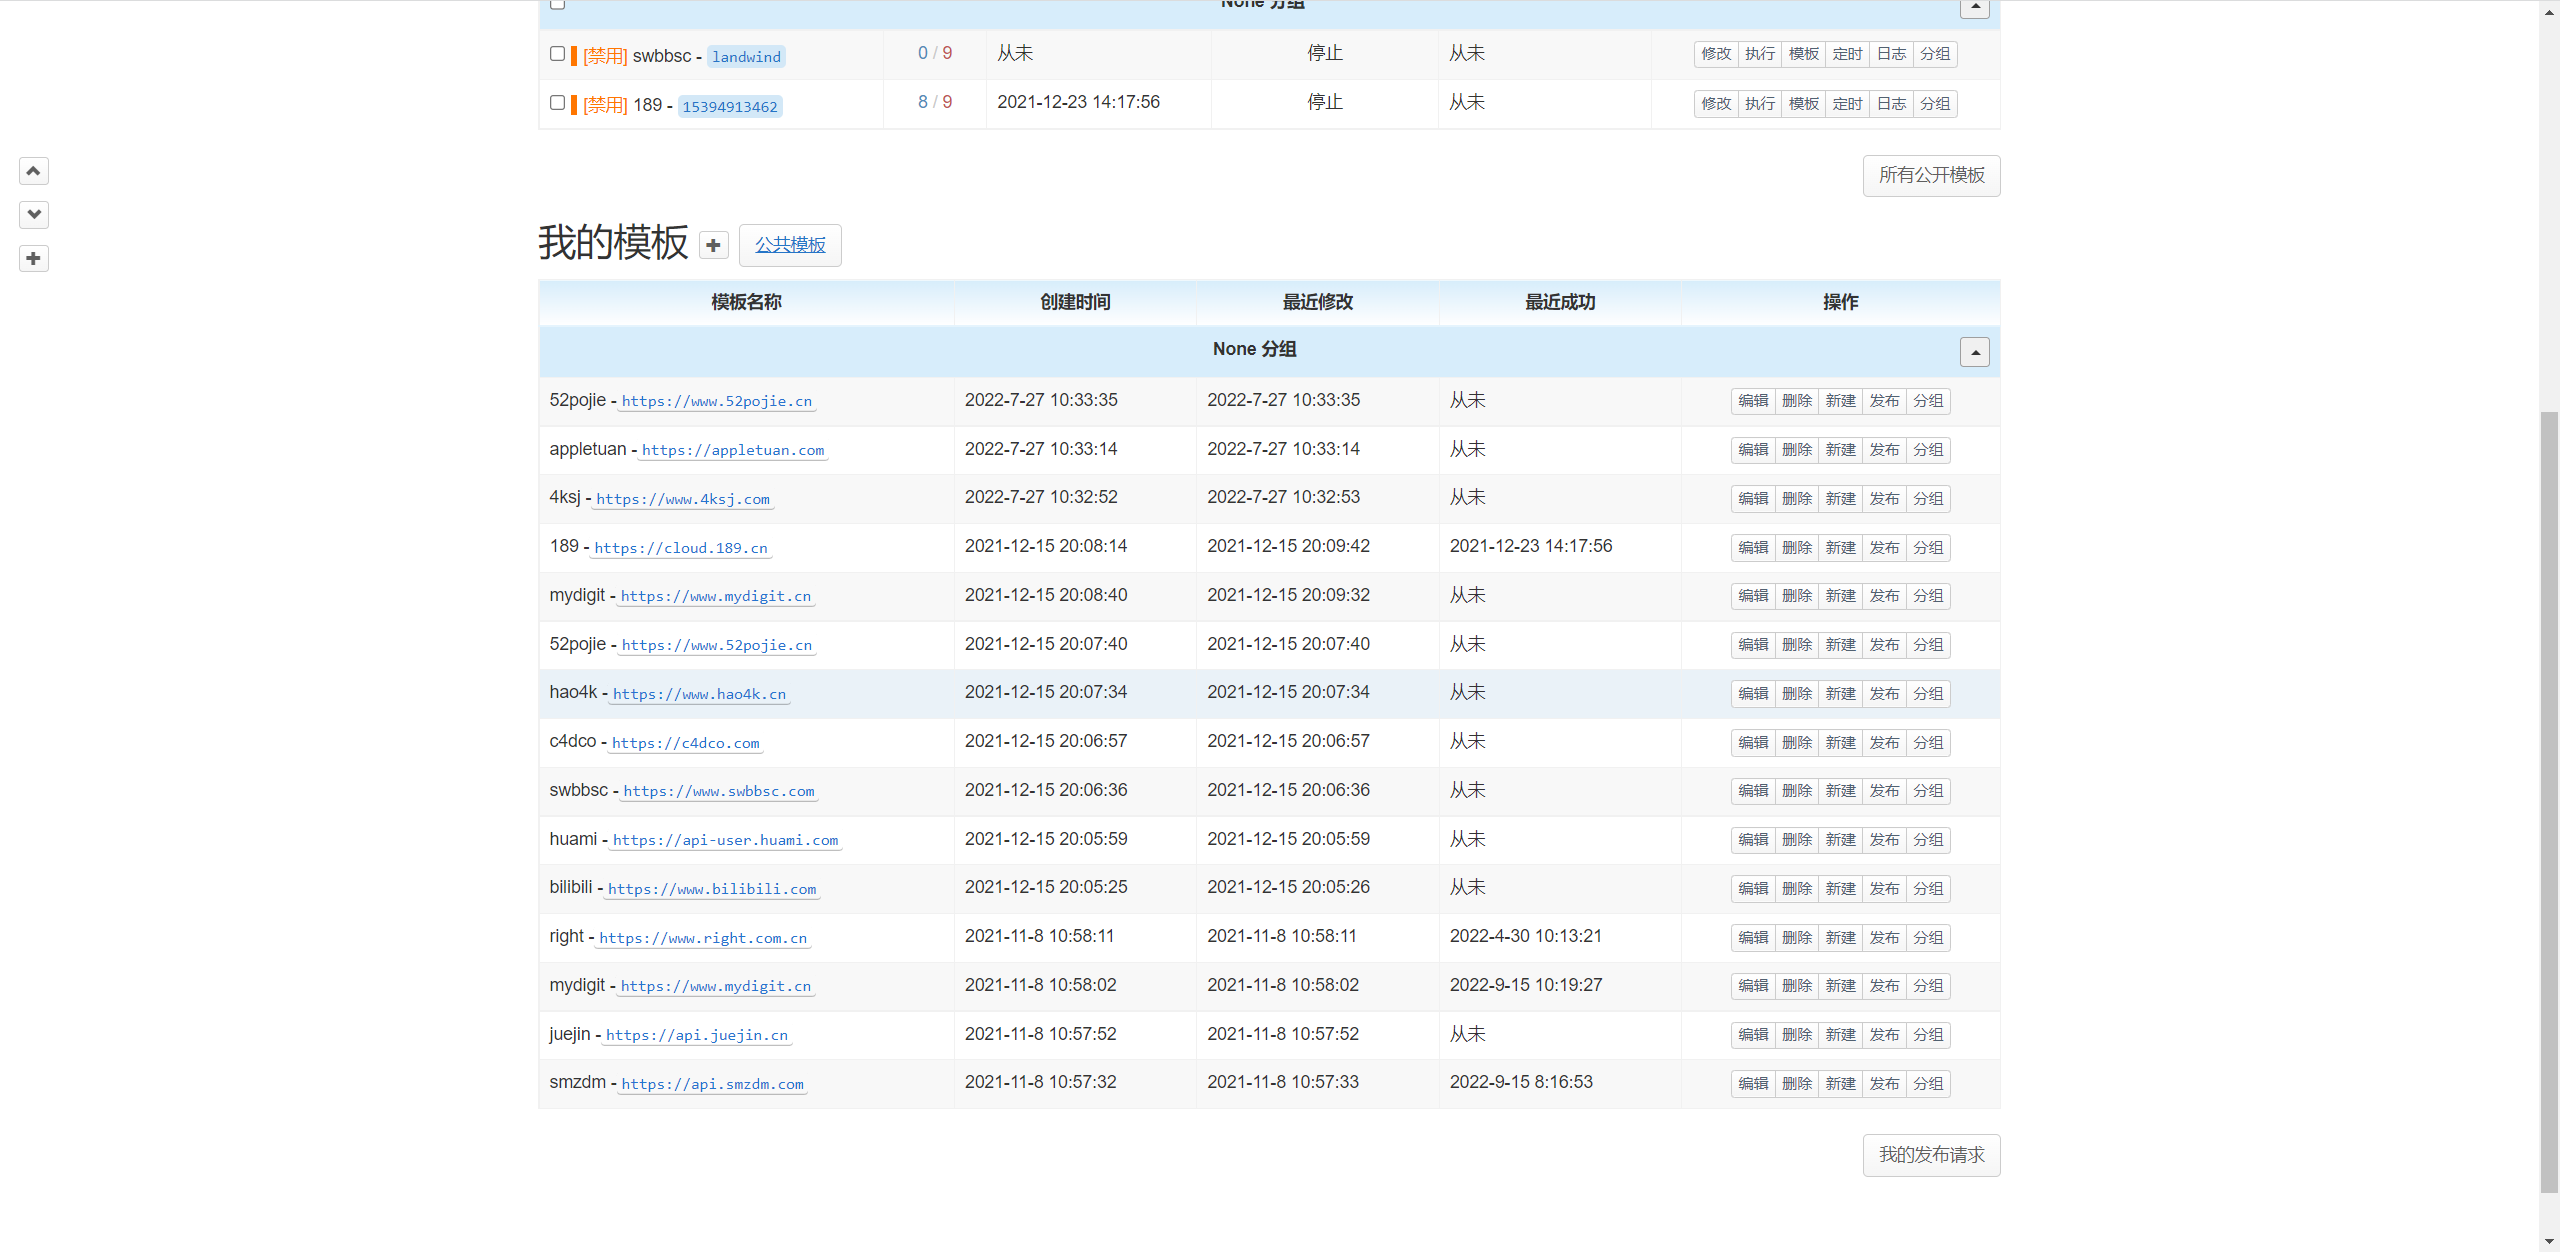 None 分组
[禁用] swbbsc - landwind 0 / 9 从未 停止 从未 修改 执行 模板 定时 日志 分组
[禁用] 189 - 15394913462 8 / 9 2021-12-23 14:17:56 停止 从未 修改 执行 模板 定时 日志 分组
所有公开模板
我的模板 公共模板
模板名称 创建时间 最近修改 最近成功 操作
None 分组
52pojie - https://www.52pojie.cn 2022-7-27 10:33:35 2022-7-27 10:33:35 从未 编辑 删除 新建 发布 分组
appletuan - https://appletuan.com 2022-7-27 10:33:14 2022-7-27 10:33:14 从未 编辑 删除 新建 发布 分组
4ksj - https://www.4ksj.com 2022-7-27 10:32:52 2022-7-27 10:32:53 从未 编辑 删除 新建 发布 分组
189 - https://cloud.189.cn 2021-12-15 20:08:14 2021-12-15 20:09:42 2021-12-23 14:17:56 编辑 删除 新建 发布 分组
mydigit - https://www.mydigit.cn 2021-12-15 20:08:40 2021-12-15 20:09:32 从未 编辑 删除 新建 发布 分组
52pojie - https://www.52pojie.cn 2021-12-15 20:07:40 2021-12-15 20:07:40 从未 编辑 删除 新建 发布 分组
hao4k - https://www.hao4k.cn 2021-12-15 20:07:34 2021-12-15 20:07:34 从未 编辑 删除 新建 发布 分组
c4dco - https://c4dco.com 2021-12-15 20:06:57 2021-12-15 20:06:57 从未 编辑 删除 新建 发布 分组
swbbsc - https://www.swbbsc.com 2021-12-15 20:06:36 2021-12-15 20:06:36 从未 编辑 删除 新建 发布 分组
huami - https://api-user.huami.com 2021-12-15 20:05:59 2021-12-15 20:05:59 从未 编辑 删除 新建 发布 分组
bilibili - https://www.bilibili.com 2021-12-15 20:05:25 2021-12-15 20:05:26 从未 编辑 删除 新建 发布 分组
right - https://www.right.com.cn 2021-11-8 10:58:11 2021-11-8 10:58:11 2022-4-30 10:13:21 编辑 删除 新建 发布 分组
mydigit - https://www.mydigit.cn 2021-11-8 10:58:02 2021-11-8 10:58:02 2022-9-15 10:19:27 编辑 删除 新建 发布 分组
juejin - https://api.juejin.cn 2021-11-8 10:57:52 2021-11-8 10:57:52 从未 编辑 删除 新建 发布 分组
smzdm - https://api.smzdm.com 2021-11-8 10:57:32 2021-11-8 10:57:33 2022-9-15 8:16:53 编辑 删除 新建 发布 分组
我的发布请求